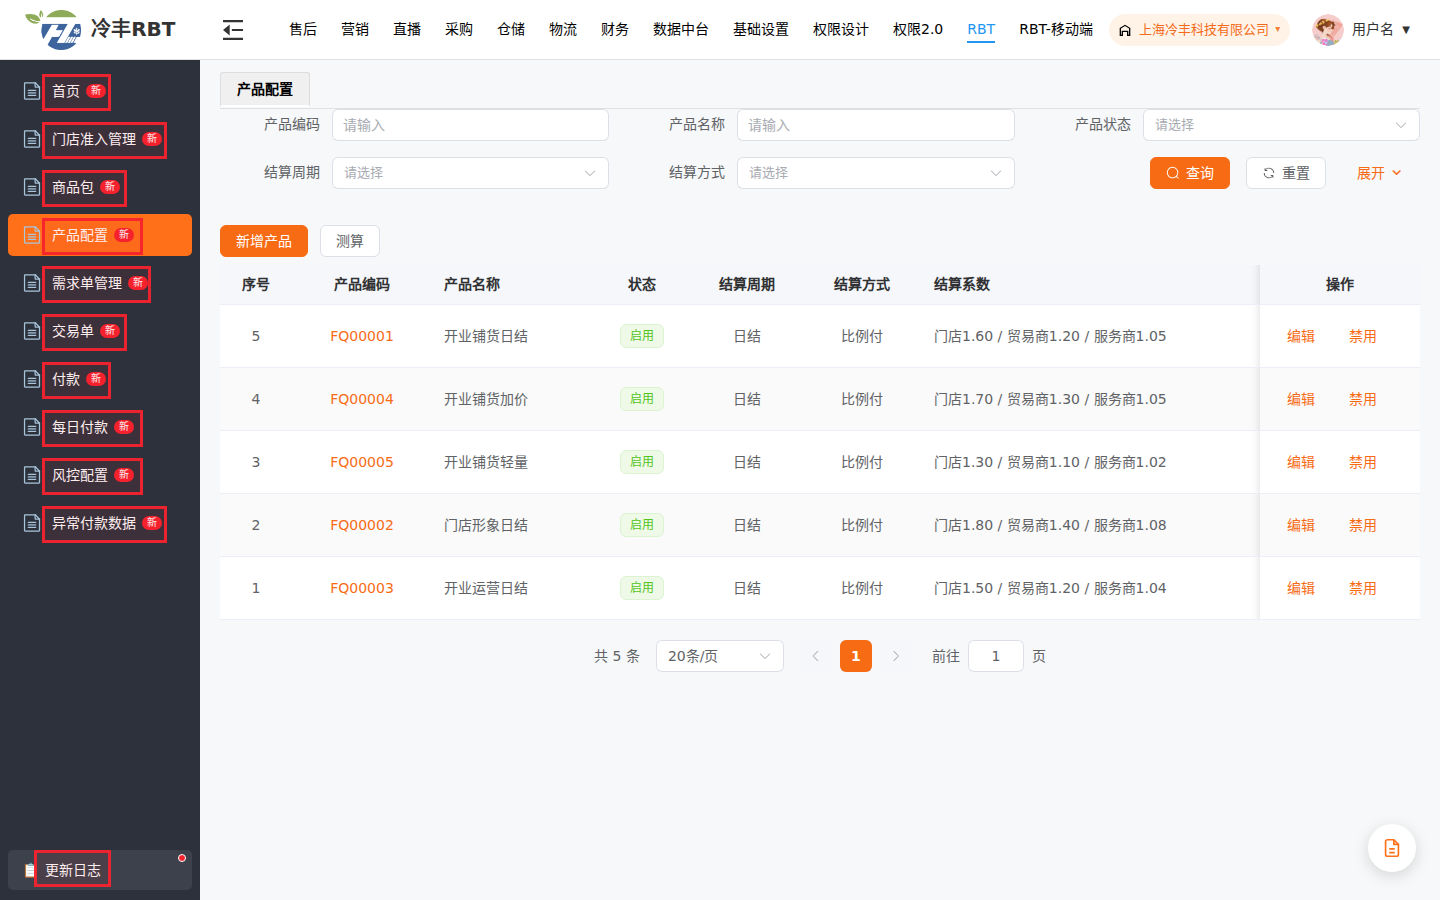 冷丰RBT
售后 营销 直播 采购 仓储 物流 财务 数据中台 基础设置 权限设计 权限2.0 RBT RBT-移动端 上海冷丰科技有限公司 用户名
首页 新
门店准入管理 新
商品包 新
产品配置 新
需求单管理 新
交易单 新
付款 新
每日付款 新
风控配置 新
异常付款数据 新
更新日志
产品配置
产品编码 请输入 产品名称 请输入 产品状态 请选择
结算周期 请选择 结算方式 请选择 查询 重置 展开
新增产品 测算
序号 产品编码 产品名称 状态 结算周期 结算方式 结算系数 操作
5 FQ00001 开业铺货日结 启用 日结 比例付 门店1.60 / 贸易商1.20 / 服务商1.05 编辑 禁用
4 FQ00004 开业铺货加价 启用 日结 比例付 门店1.70 / 贸易商1.30 / 服务商1.05 编辑 禁用
3 FQ00005 开业铺货轻量 启用 日结 比例付 门店1.30 / 贸易商1.10 / 服务商1.02 编辑 禁用
2 FQ00002 门店形象日结 启用 日结 比例付 门店1.80 / 贸易商1.40 / 服务商1.08 编辑 禁用
1 FQ00003 开业运营日结 启用 日结 比例付 门店1.50 / 贸易商1.20 / 服务商1.04 编辑 禁用
共 5 条 20条/页 1 前往 1 页